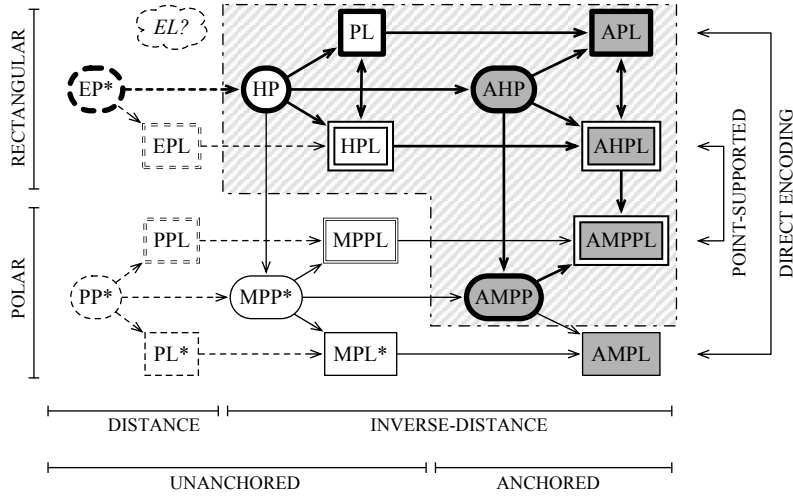 RECTANGULAR
EL?
PL
APL
EP*
HP
AHP
EPL
HPL
AHPL
POLAR
PPL
MPPL
AMPPL
PP*
MPP*
AMPP
PL*
MPL*
AMPL
POINT-SUPPORTED
DIRECT ENCODING
DISTANCE
INVERSE-DISTANCE
UNANCHORED
ANCHORED